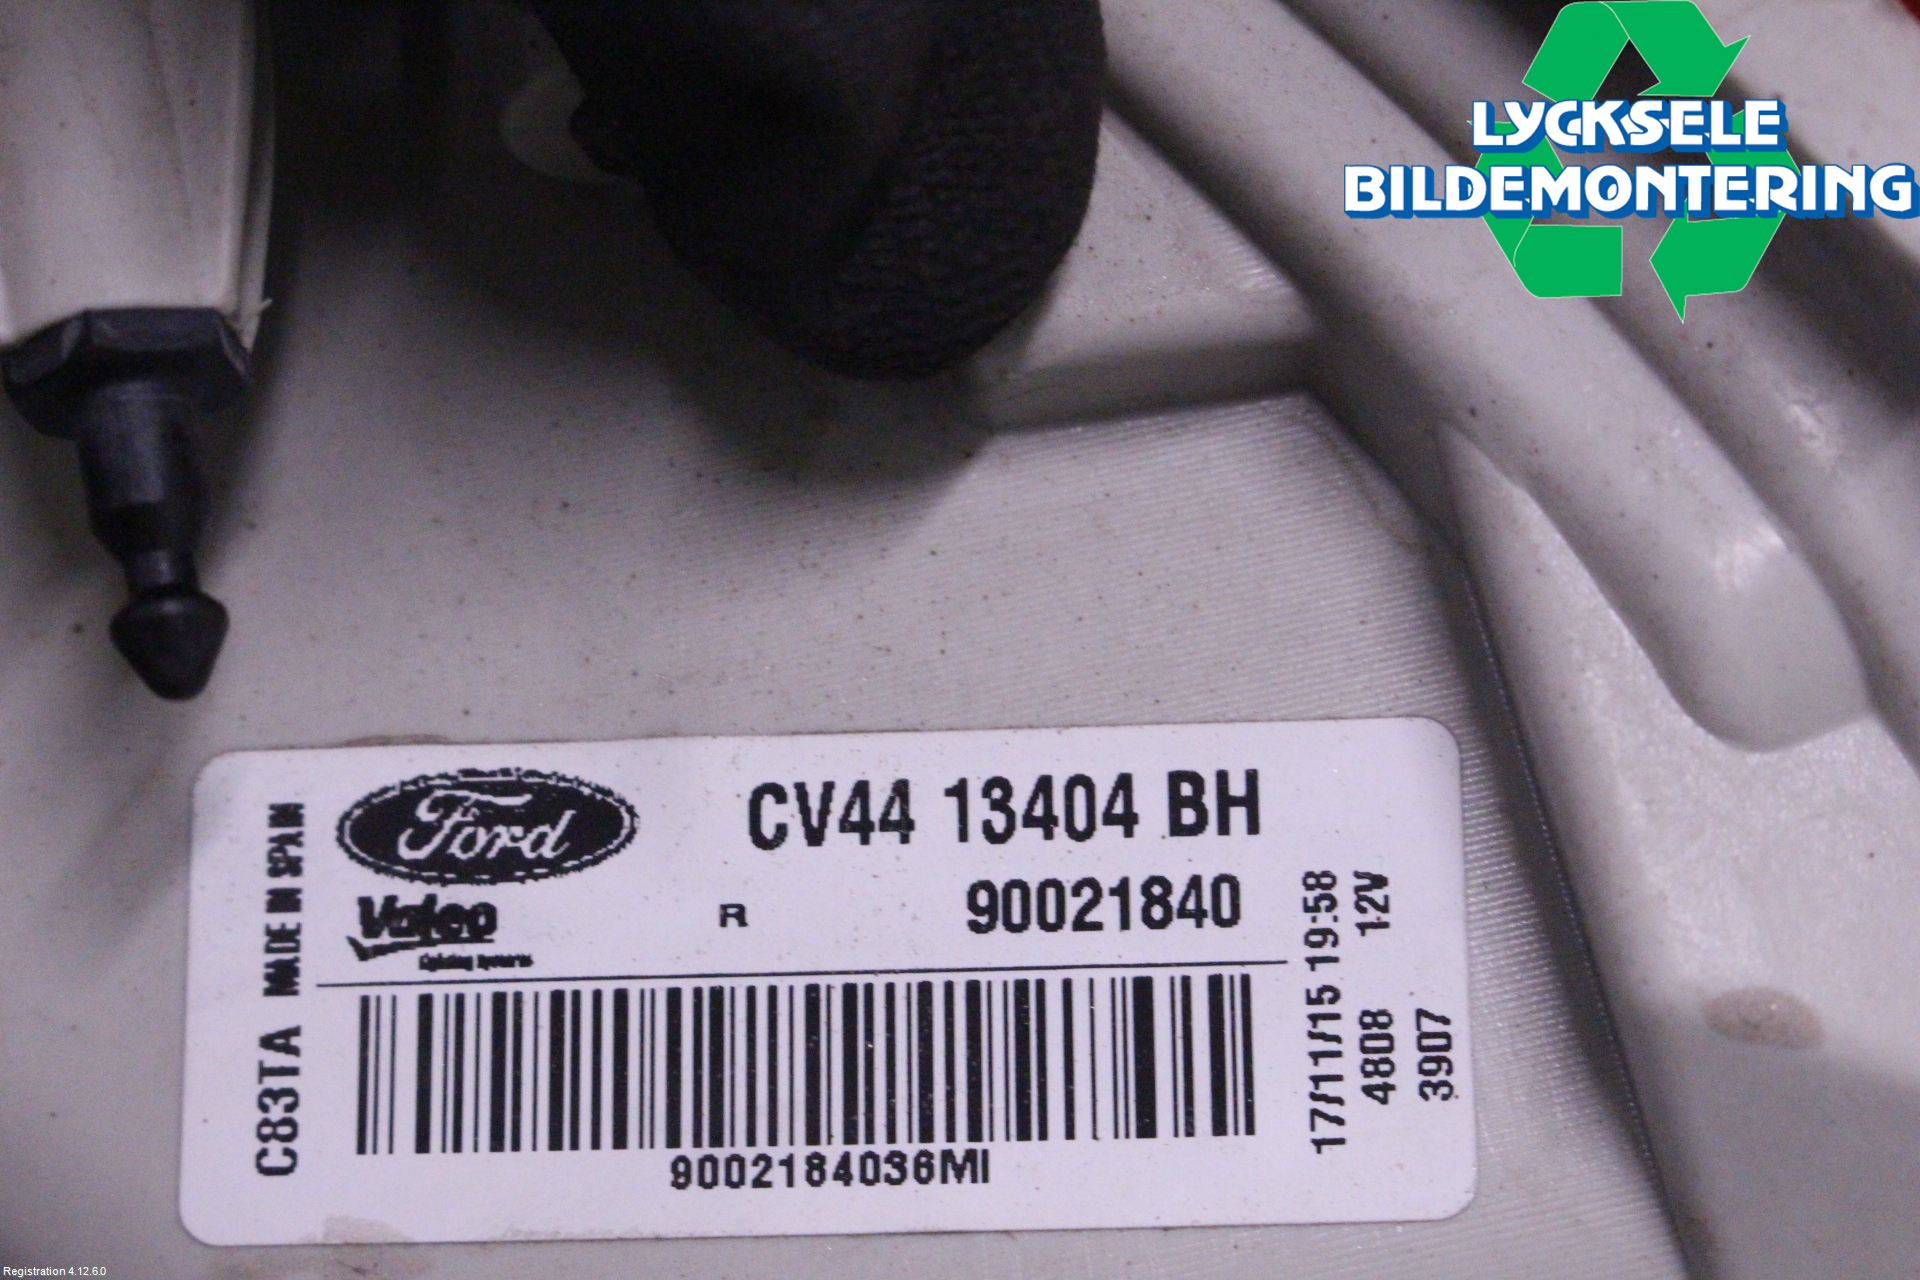 LYCKSELE
BILDEMONTERING
Ford
CV44 13404 BH
Valeo
Lighting Systems
R
90021840
MADE IN SPAIN
C83TA
9002184036MI
17/11/15 19:58
4808 12V
3907
Registration 4.12.6.0